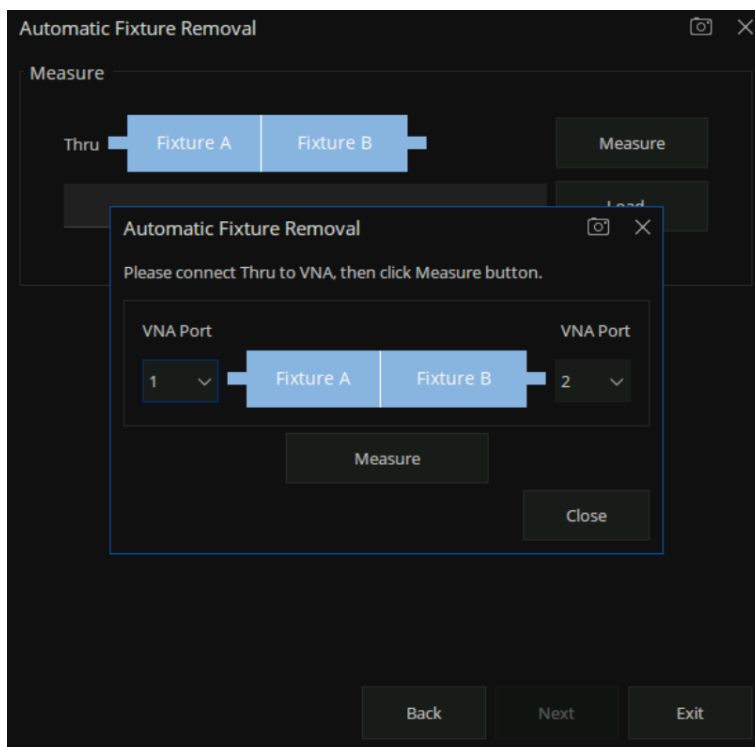 Automatic Fixture Removal
Measure
Thru Fixture A Fixture B Measure
Automatic Fixture Removal
Please connect Thru to VNA, then click Measure button.
VNA Port VNA Port
1 Fixture A Fixture B 2
Measure
Close
Back Next Exit